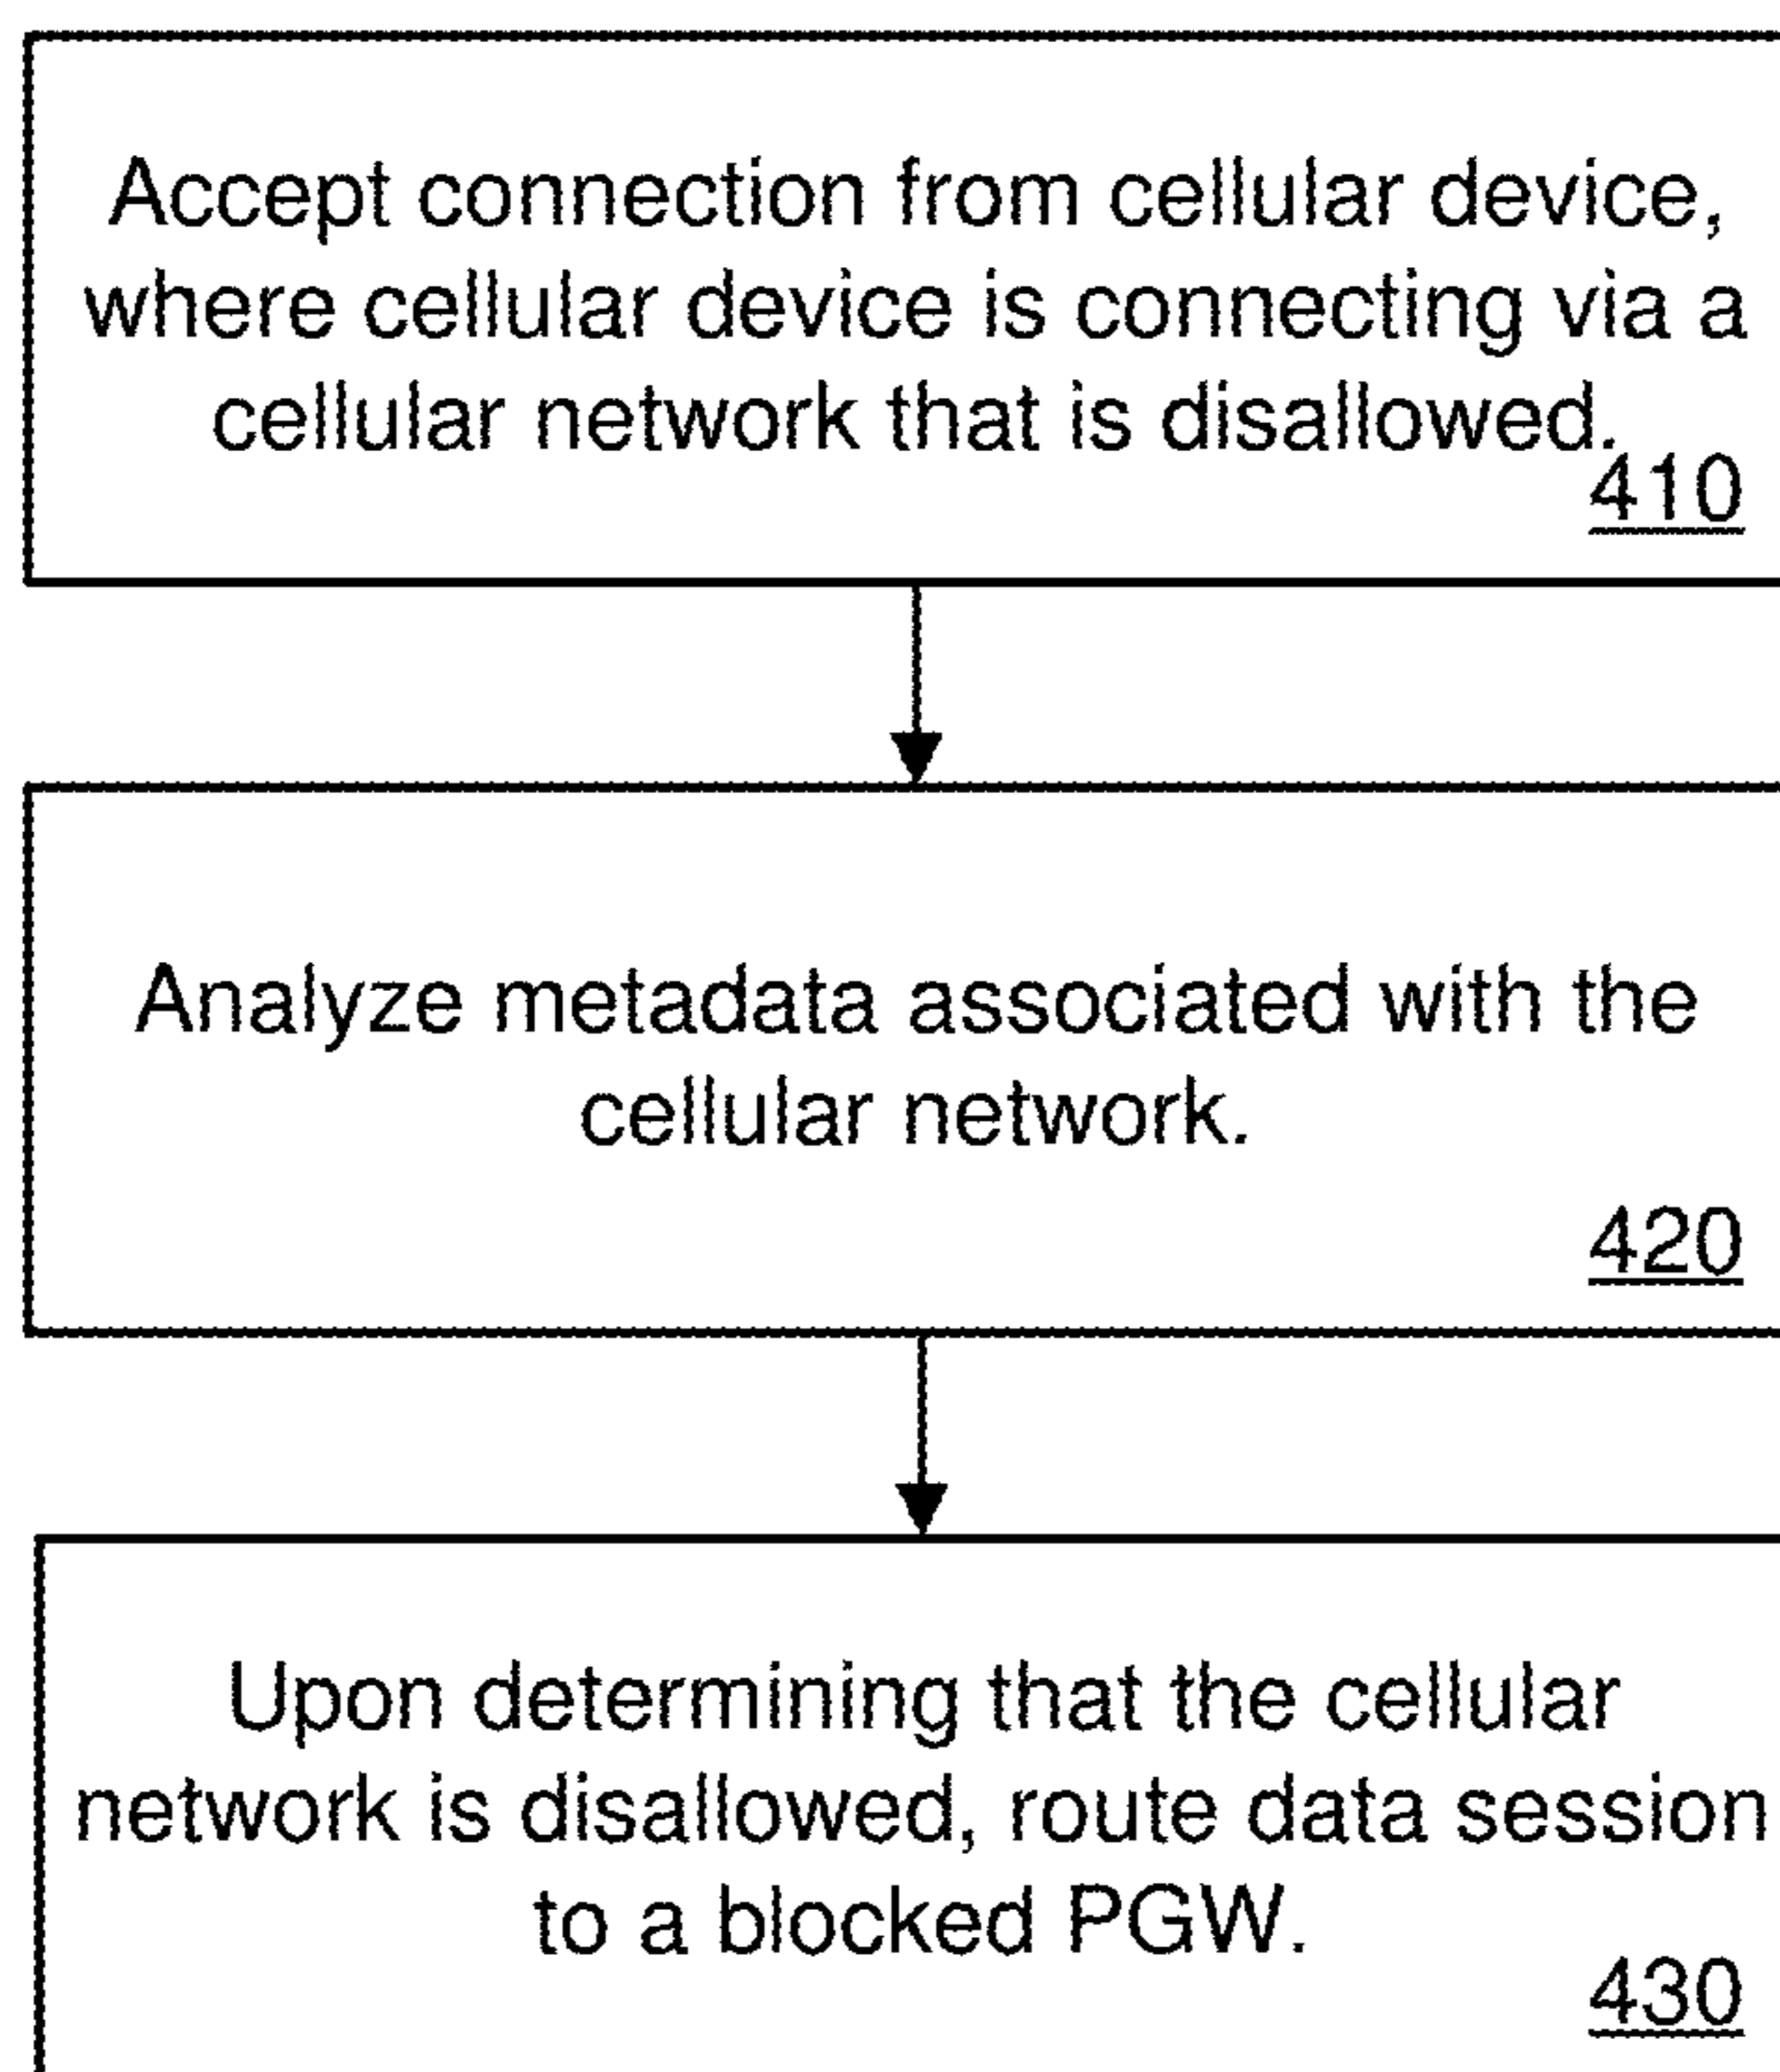 Accept connection from cellular device,
where cellular device is connecting via a
cellular network that is disallowed.
410
Analyze metadata associated with the
cellular network.
420
Upon determining that the cellular
network is disallowed, route data session
to a blocked PGW.
430